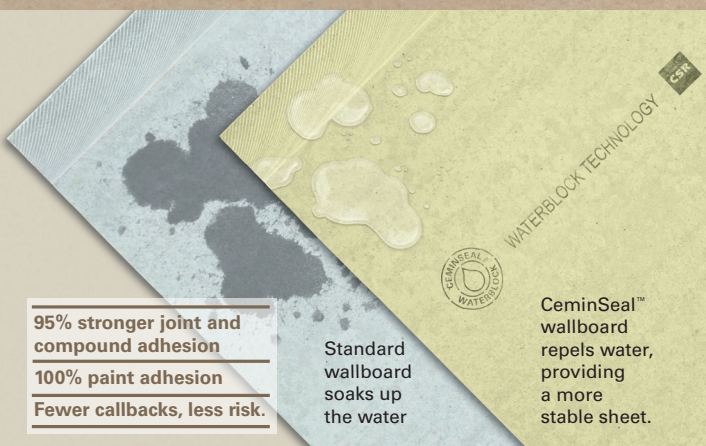 CSR
WATERBLOCK TECHNOLOGY
CEMINSEAL
WATERBLOCK
95% stronger joint and
compound adhesion
100% paint adhesion
Fewer callbacks, less risk.
Standard
wallboard
soaks up
the water
CeminSeal™
wallboard
repels water,
providing
a more
stable sheet.